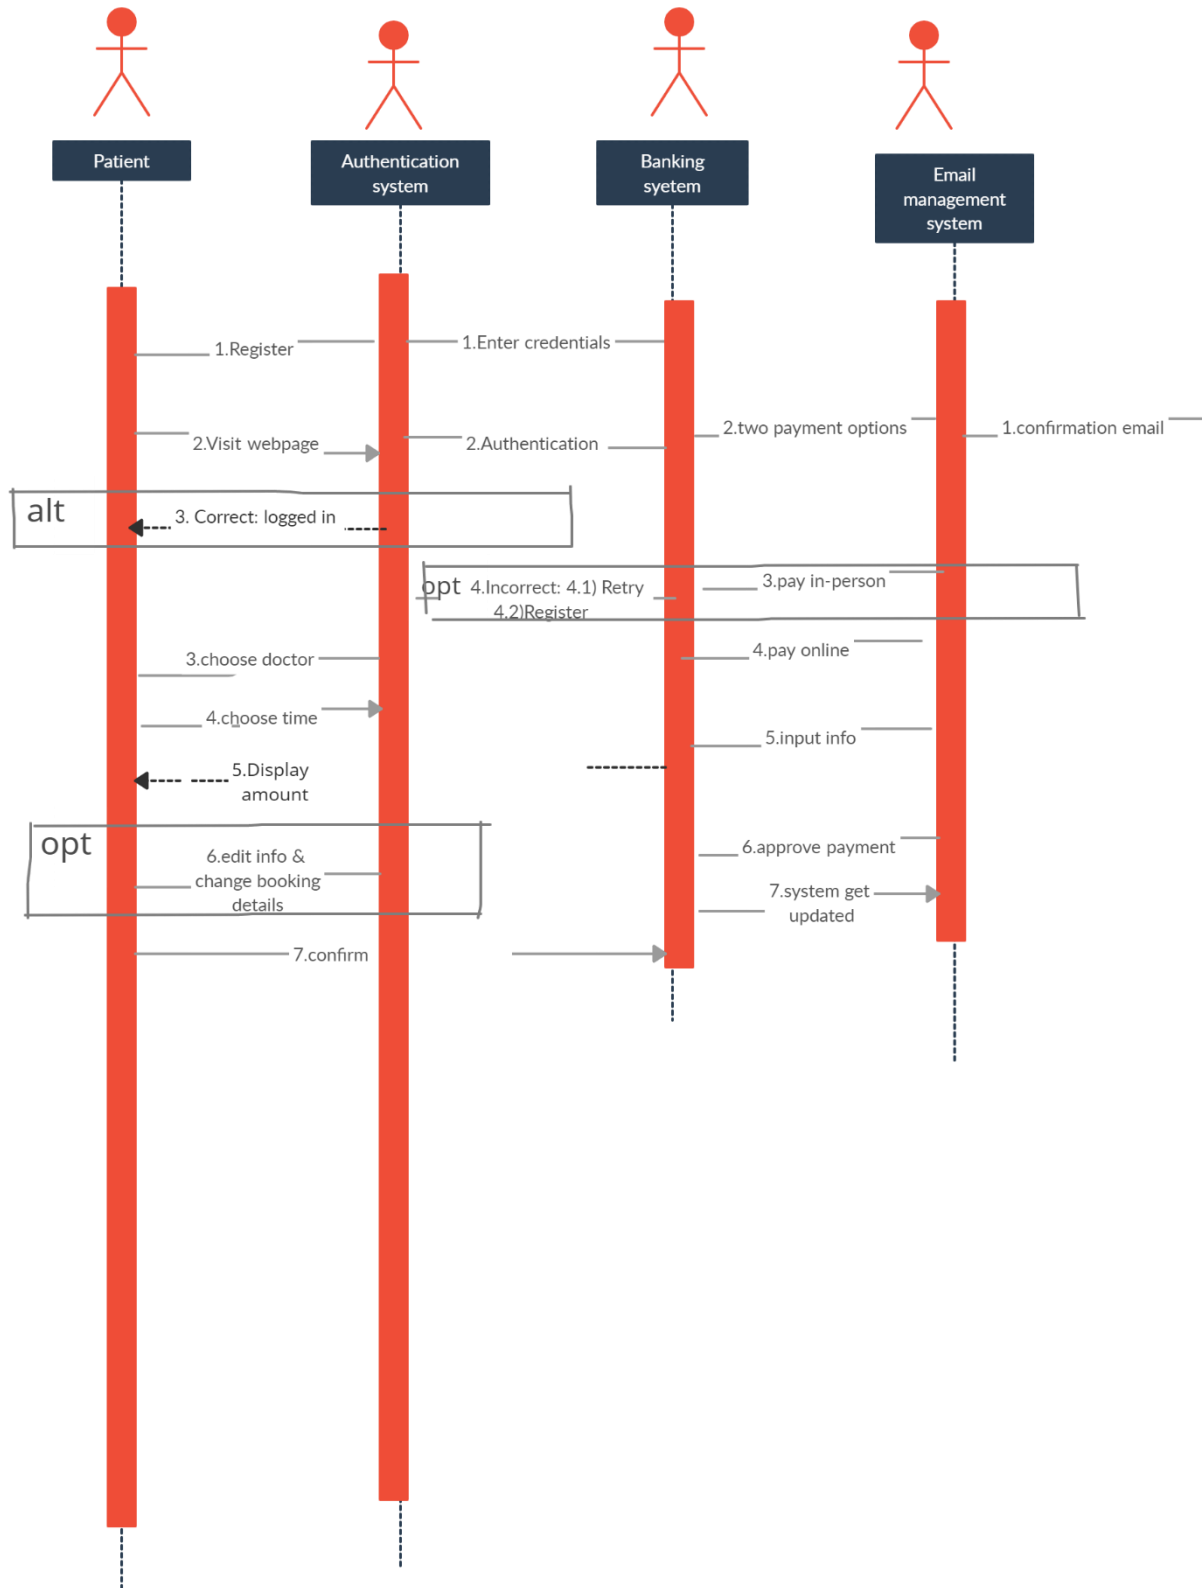 Patient
Authentication
system
Banking
syetem
Email
management
system
1.Register
1.Enter credentials
2.Visit webpage
2.Authentication
2.two payment options
1.confirmation email
alt
3. Correct: logged in
opt
4.Incorrect: 4.1) Retry
4.2)Register
3.pay in-person
3.choose doctor
4.pay online
4.choose time
5.input info
5.Display
amount
opt
6.edit info &
change booking
details
6.approve payment
7.system get
updated
7.confirm